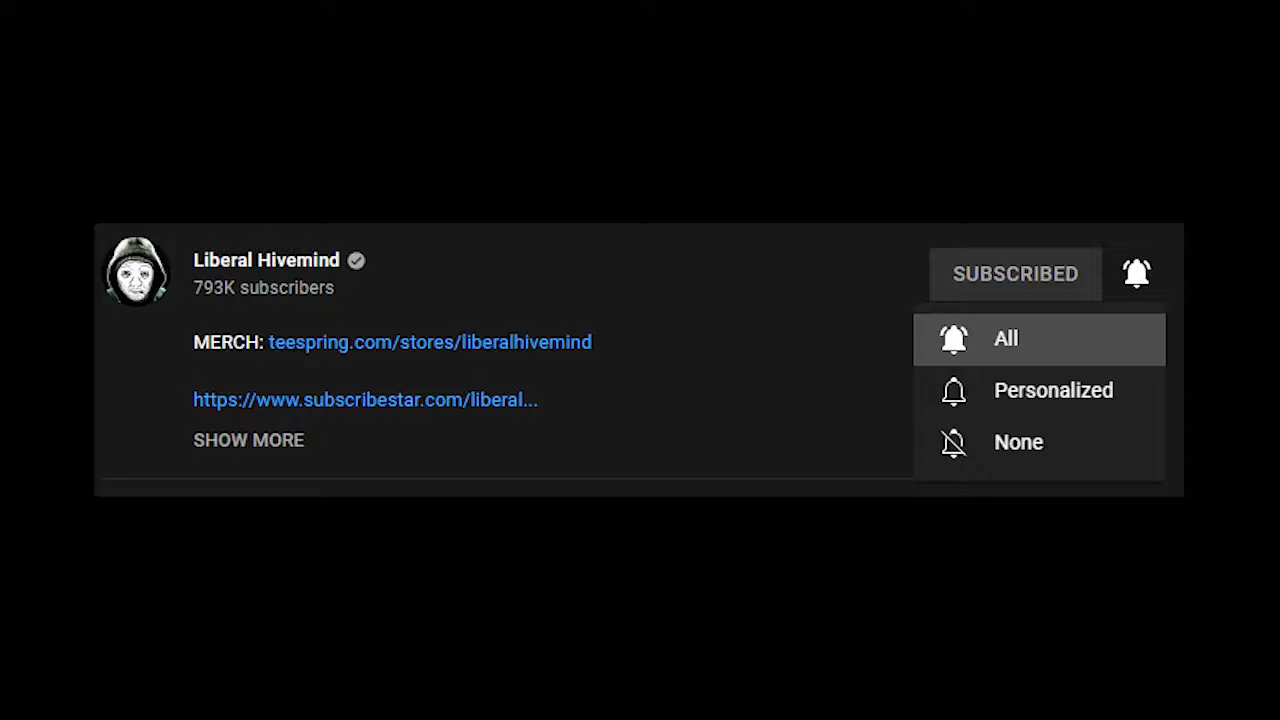 Liberal Hivemind
793K subscribers
SUBSCRIBED
MERCH: teespring.com/stores/liberalhivemind
https://www.subscribestar.com/liberal...
SHOW MORE
All
Personalized
None